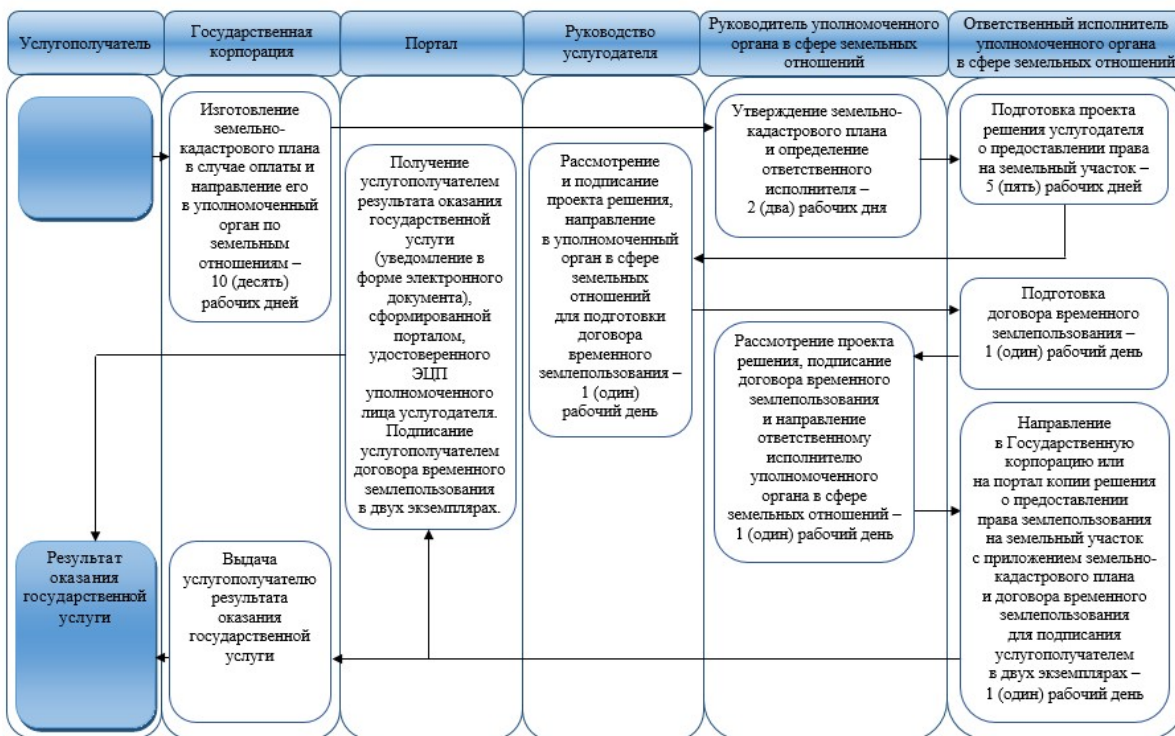 Услугополучатель
Государственная
корпорация
Портал
Руководство
услугодателя
Руководитель уполномоченного
органа в сфере земельных
отношений
Ответственный исполнитель
уполномоченного органа
в сфере земельных отношений
Изготовление
земельно-
кадастрового плана
в случае оплаты и
направление его
в уполномоченный
орган по
земельным
отношениям –
10 (десять)
рабочих дней
Получение
услугополучателем
результата оказания
государственной
услуги
(уведомление в
форме электронного
документа),
сформированной
порталом,
удостоверенного
ЭЦП
уполномоченного
лица услугодателя.
Подписание
услугополучателем
договора временного
землепользования
в двух экземплярах.
Рассмотрение
и подписание
проекта решения,
направление
в уполномоченный
орган в сфере
земельных
отношений
для подготовки
договора
временного
землепользования –
1 (один)
рабочий день
Утверждение земельно-
кадастрового плана
и определение
ответственного
исполнителя –
2 (два) рабочих дня
Подготовка проекта
решения услугодателя
о предоставлении права
на земельный участок –
5 (пять) рабочих дней
Подготовка
договора временного
землепользования –
1 (один) рабочий день
Рассмотрение проекта
решения, подписание
договора временного
землепользования
и направление
ответственному
исполнителю
уполномоченного
органа в сфере
земельных отношений –
1 (один) рабочий день
Направление
в Государственную
корпорацию или
на портал копии решения
о предоставлении
права землепользования
на земельный участок
с приложением земельно-
кадастрового плана
и договора временного
землепользования
для подписания
услугополучателем
в двух экземплярах –
1 (один) рабочий день
Выдача
услугополучателю
результата
оказания
государственной
услуги
Результат
оказания
государственной
услуги